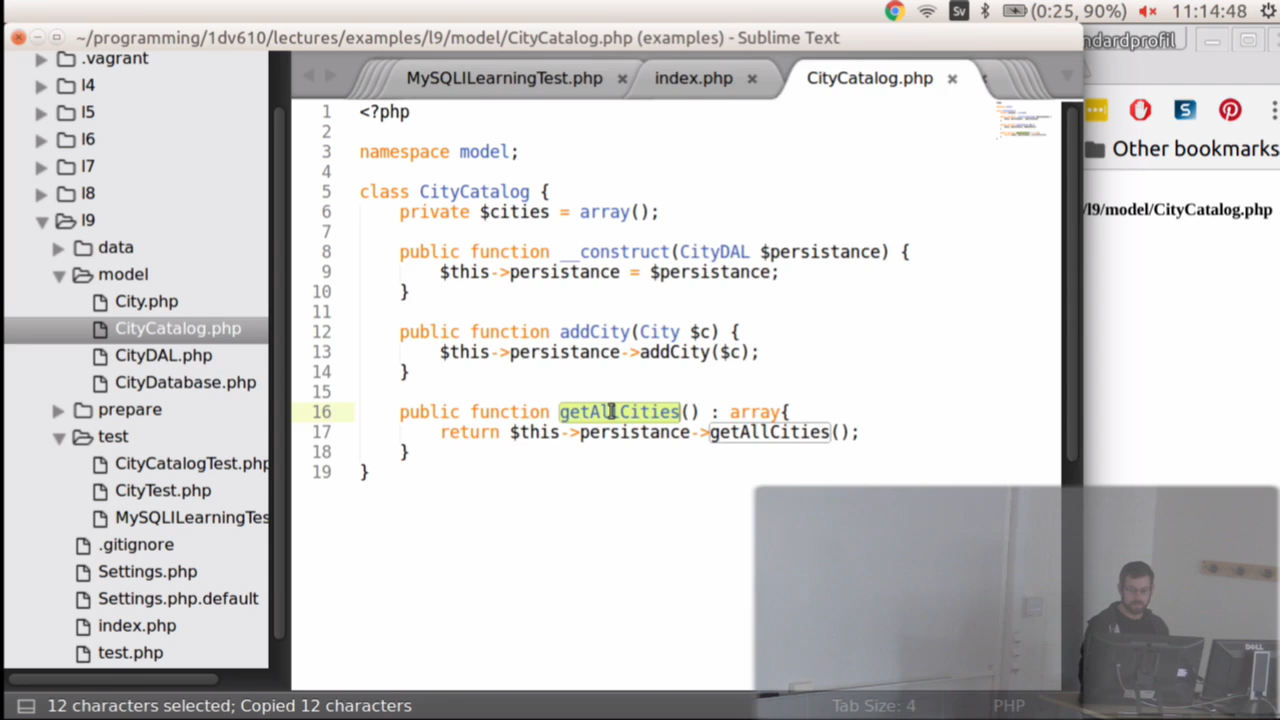 Sv
(0:25, 90%)
11:14:48
~/programming/1dv610/lectures/examples/l9/model/CityCatalog.php (examples) - Sublime Text
ndardprofil
.vagrant
l4
l5
l6
l7
l8
l9
data
model
City.php
CityCatalog.php
CityDAL.php
CityDatabase.php
prepare
test
CityCatalogTest.php
CityTest.php
MySQLILearningTes
.gitignore
Settings.php
Settings.php.default
index.php
test.php
MySQLILearningTest.php
index.php
CityCatalog.php
1 <?php
2
3 namespace model;
4
5 class CityCatalog {
6 private $cities = array();
7
8 public function __construct(CityDAL $persistance) {
9 $this->persistance = $persistance;
10 }
11
12 public function addCity(City $c) {
13 $this->persistance->addCity($c);
14 }
15
16 public function getAllCities() : array{
17 return $this->persistance->getAllCities();
18 }
19 }
Other bookmarks
/l9/model/CityCatalog.php
DELL
12 characters selected; Copied 12 characters
Tab Size: 4
PHP